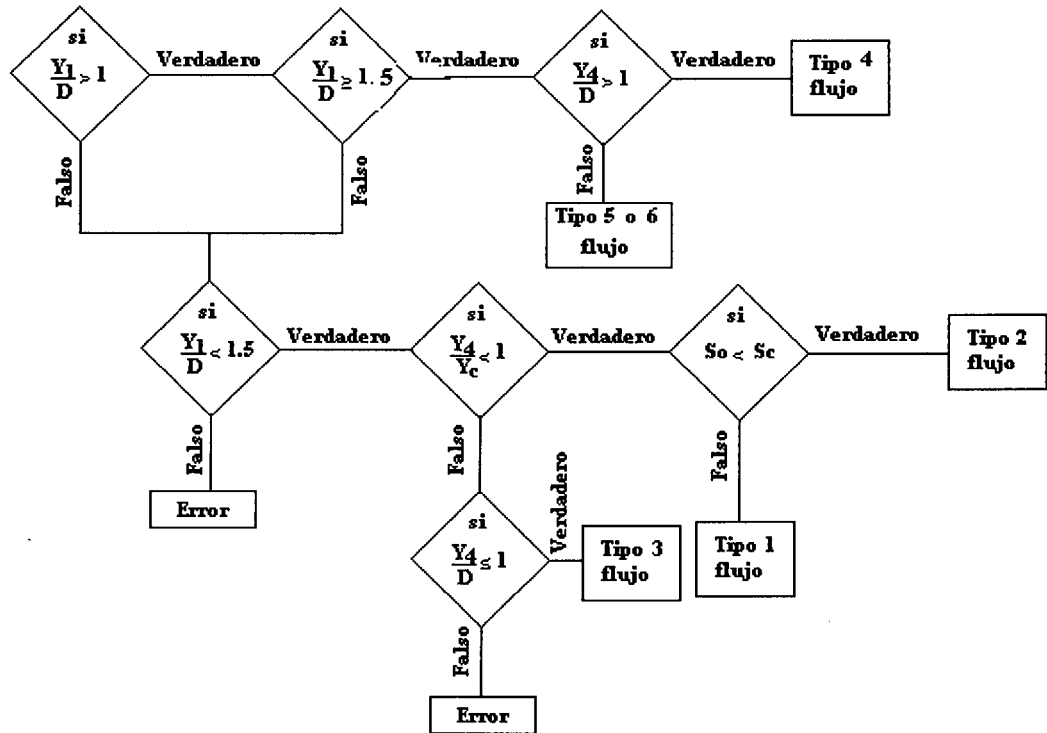 si
Y1
D > 1
Verdadero
si
Y1
D ≥ 1.5
Verdadero
si
Y4
D > 1
Verdadero
Tipo 4
flujo
Falso
Falso
Falso
Tipo 5 o 6
flujo
si
Y1
D < 1.5
Verdadero
si
Y4
Yc < 1
Verdadero
si
So < Sc
Verdadero
Tipo 2
flujo
Falso
Error
Falso
Falso
si
Y4
D ≤ 1
Verdadero
Tipo 3
flujo
Tipo 1
flujo
Falso
Error